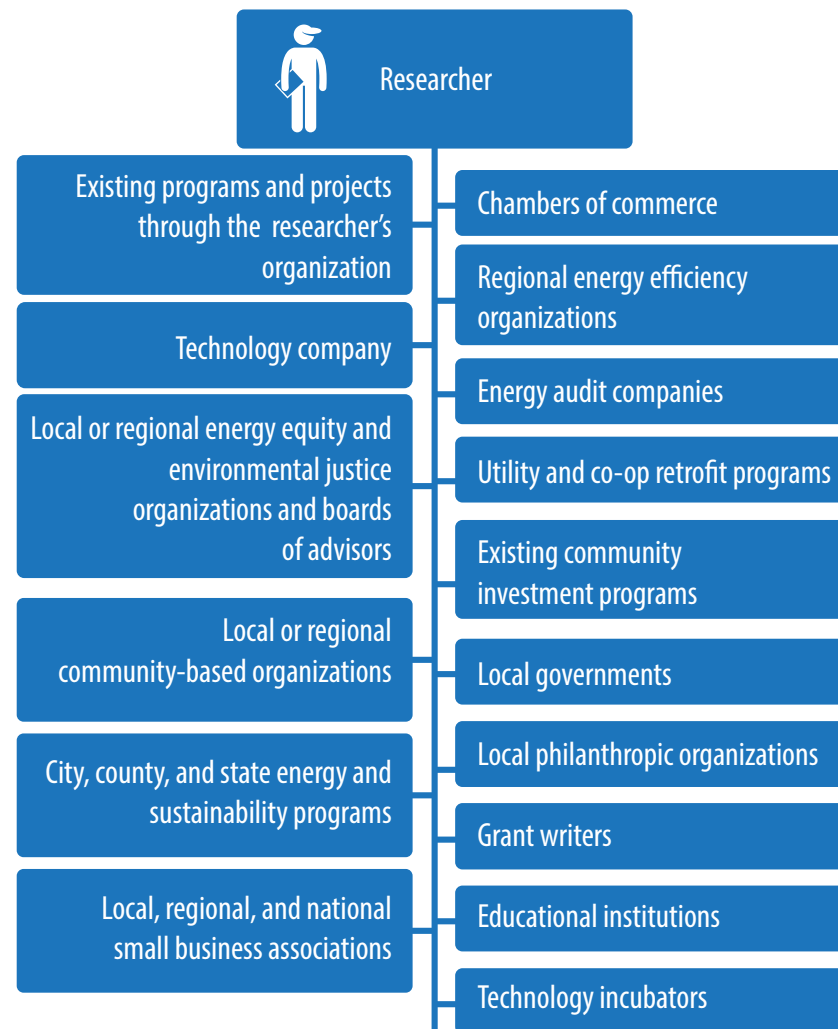 Researcher
Existing programs and projects
through the researcher's
organization
Technology company
Local or regional energy equity and
environmental justice
organizations and boards
of advisors
Local or regional
community-based organizations
City, county, and state energy and
sustainability programs
Local, regional, and national
small business associations
Chambers of commerce
Regional energy efficiency
organizations
Energy audit companies
Utility and co-op retrofit programs
Existing community
investment programs
Local governments
Local philanthropic organizations
Grant writers
Educational institutions
Technology incubators